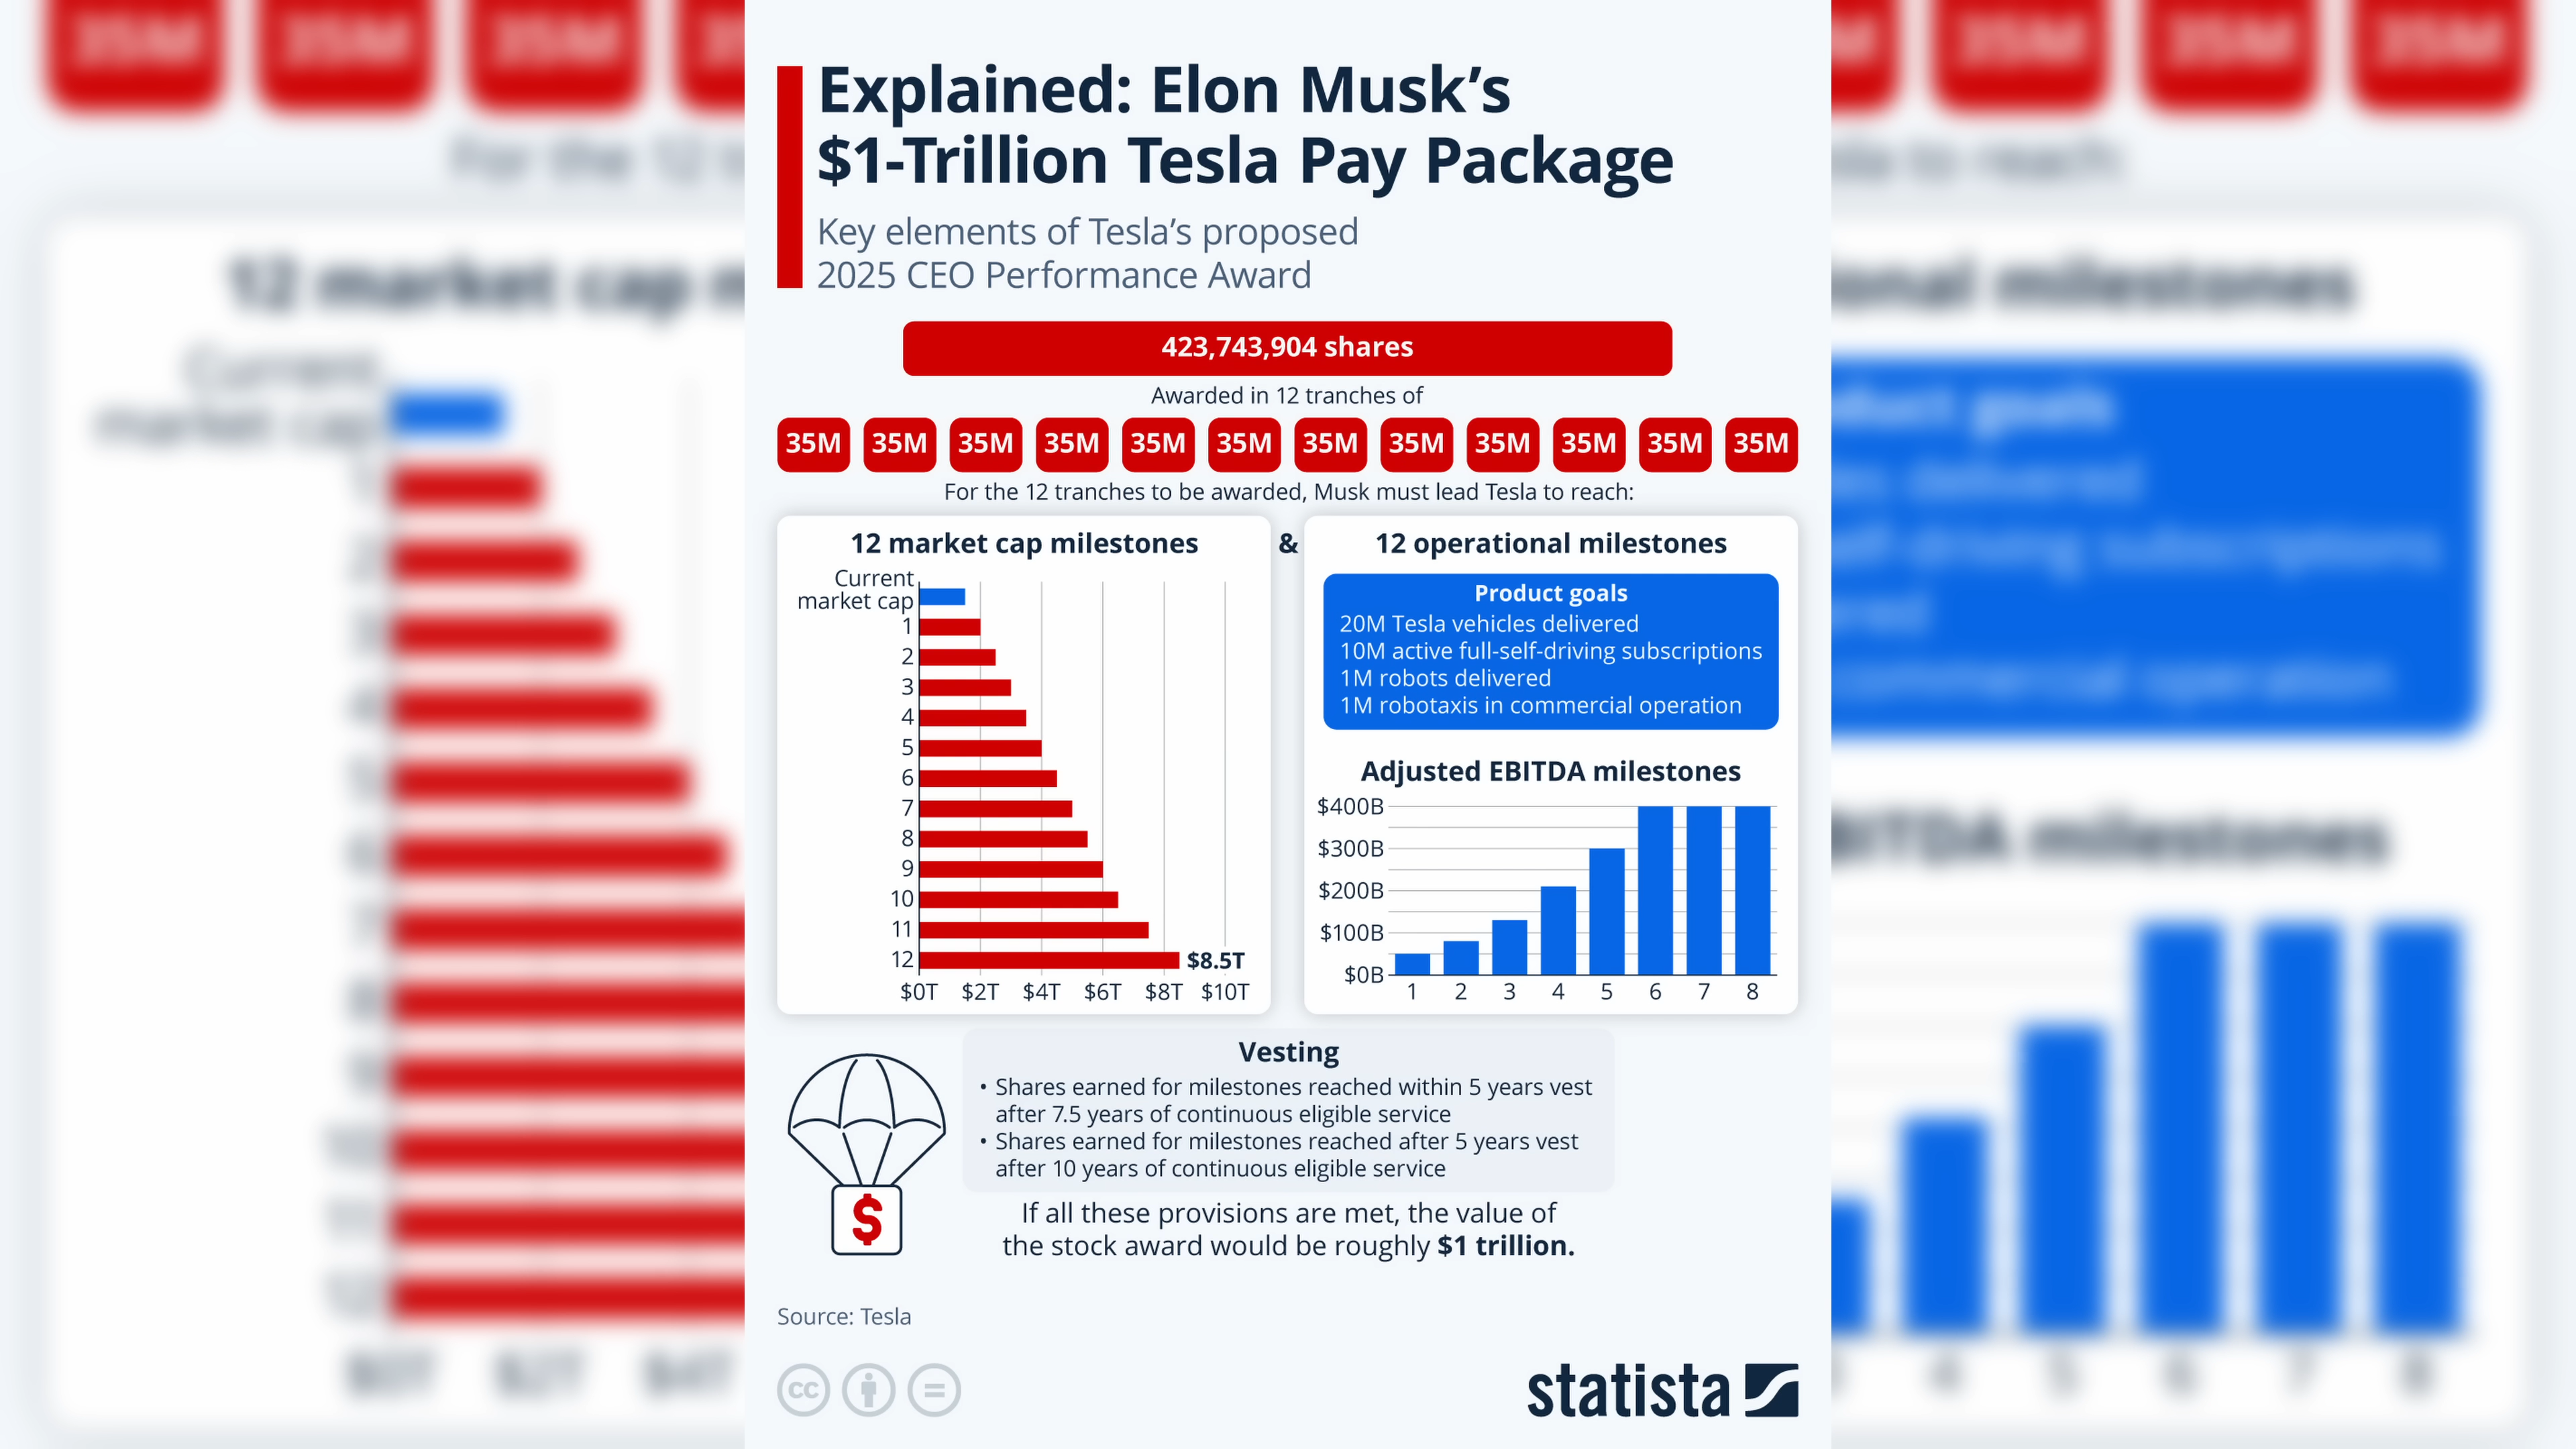 Explained: Elon Musk’s
$1-Trillion Tesla Pay Package
Key elements of Tesla’s proposed
2025 CEO Performance Award
423,743,904 shares
Awarded in 12 tranches of
35M 35M 35M 35M 35M 35M 35M 35M 35M 35M 35M 35M
For the 12 tranches to be awarded, Musk must lead Tesla to reach:
12 market cap milestones
Current
market cap
1
2
3
4
5
6
7
8
9
10
11
12 $8.5T
$0T $2T $4T $6T $8T $10T
&
12 operational milestones
Product goals
20M Tesla vehicles delivered
10M active full-self-driving subscriptions
1M robots delivered
1M robotaxis in commercial operation
Adjusted EBITDA milestones
$400B
$300B
$200B
$100B
$0B
1 2 3 4 5 6 7 8
Vesting
• Shares earned for milestones reached within 5 years vest
after 7.5 years of continuous eligible service
• Shares earned for milestones reached after 5 years vest
after 10 years of continuous eligible service
$
If all these provisions are met, the value of
the stock award would be roughly $1 trillion.
Source: Tesla
cc
statista